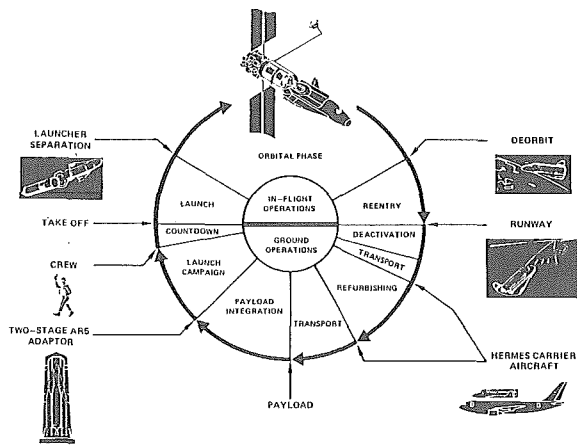 LAUNCHER
SEPARATION
ORBITAL PHASE
DEORBIT
LAUNCH
IN-FLIGHT
OPERATIONS
REENTRY
TAKE OFF
COUNTDOWN
DEACTIVATION
RUNWAY
GROUND
OPERATIONS
TRANSPORT
CREW
LAUNCH
CAMPAIGN
REFURBISHING
PAYLOAD
INTEGRATION
TRANSPORT
TWO-STAGE AR5
ADAPTOR
HERMES CARRIER
AIRCRAFT
PAYLOAD